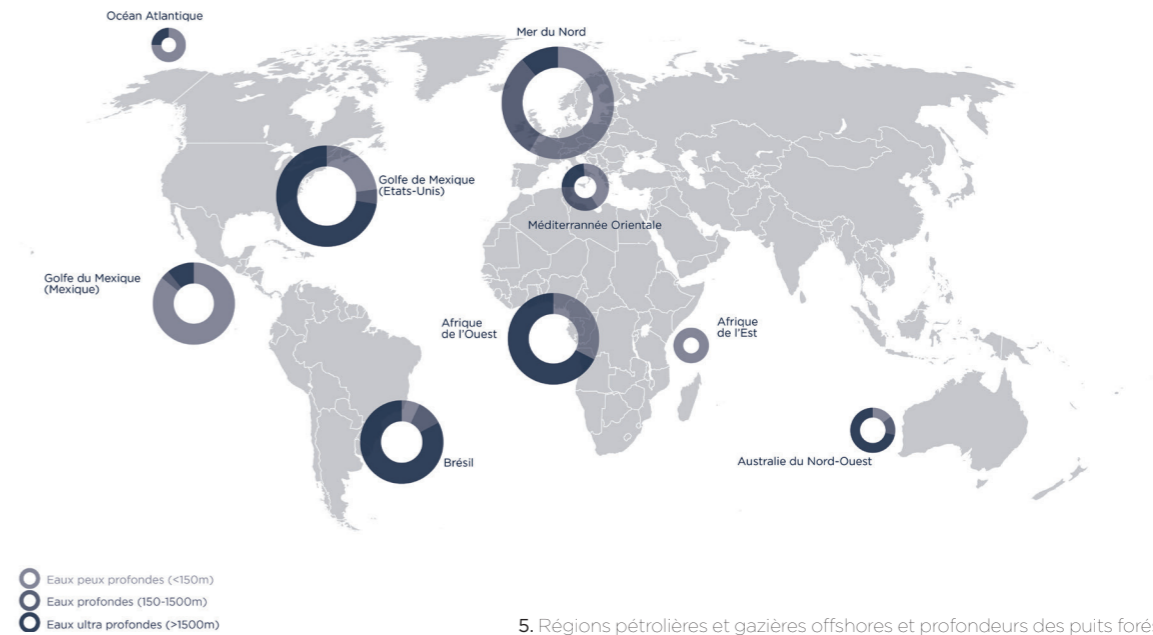 Océan Atlantique
Mer du Nord
Golfe de Mexique
(Etats-Unis)
Méditerrannée Orientale
Golfe du Mexique
(Mexique)
Afrique
de l'Ouest
Afrique
de l'Est
Brésil
Australie du Nord-Ouest
Eaux peux profondes (<150m)
Eaux profondes (150-1500m)
Eaux ultra profondes (>1500m)
5. Régions pétrolières et gazières offshores et profondeurs des puits